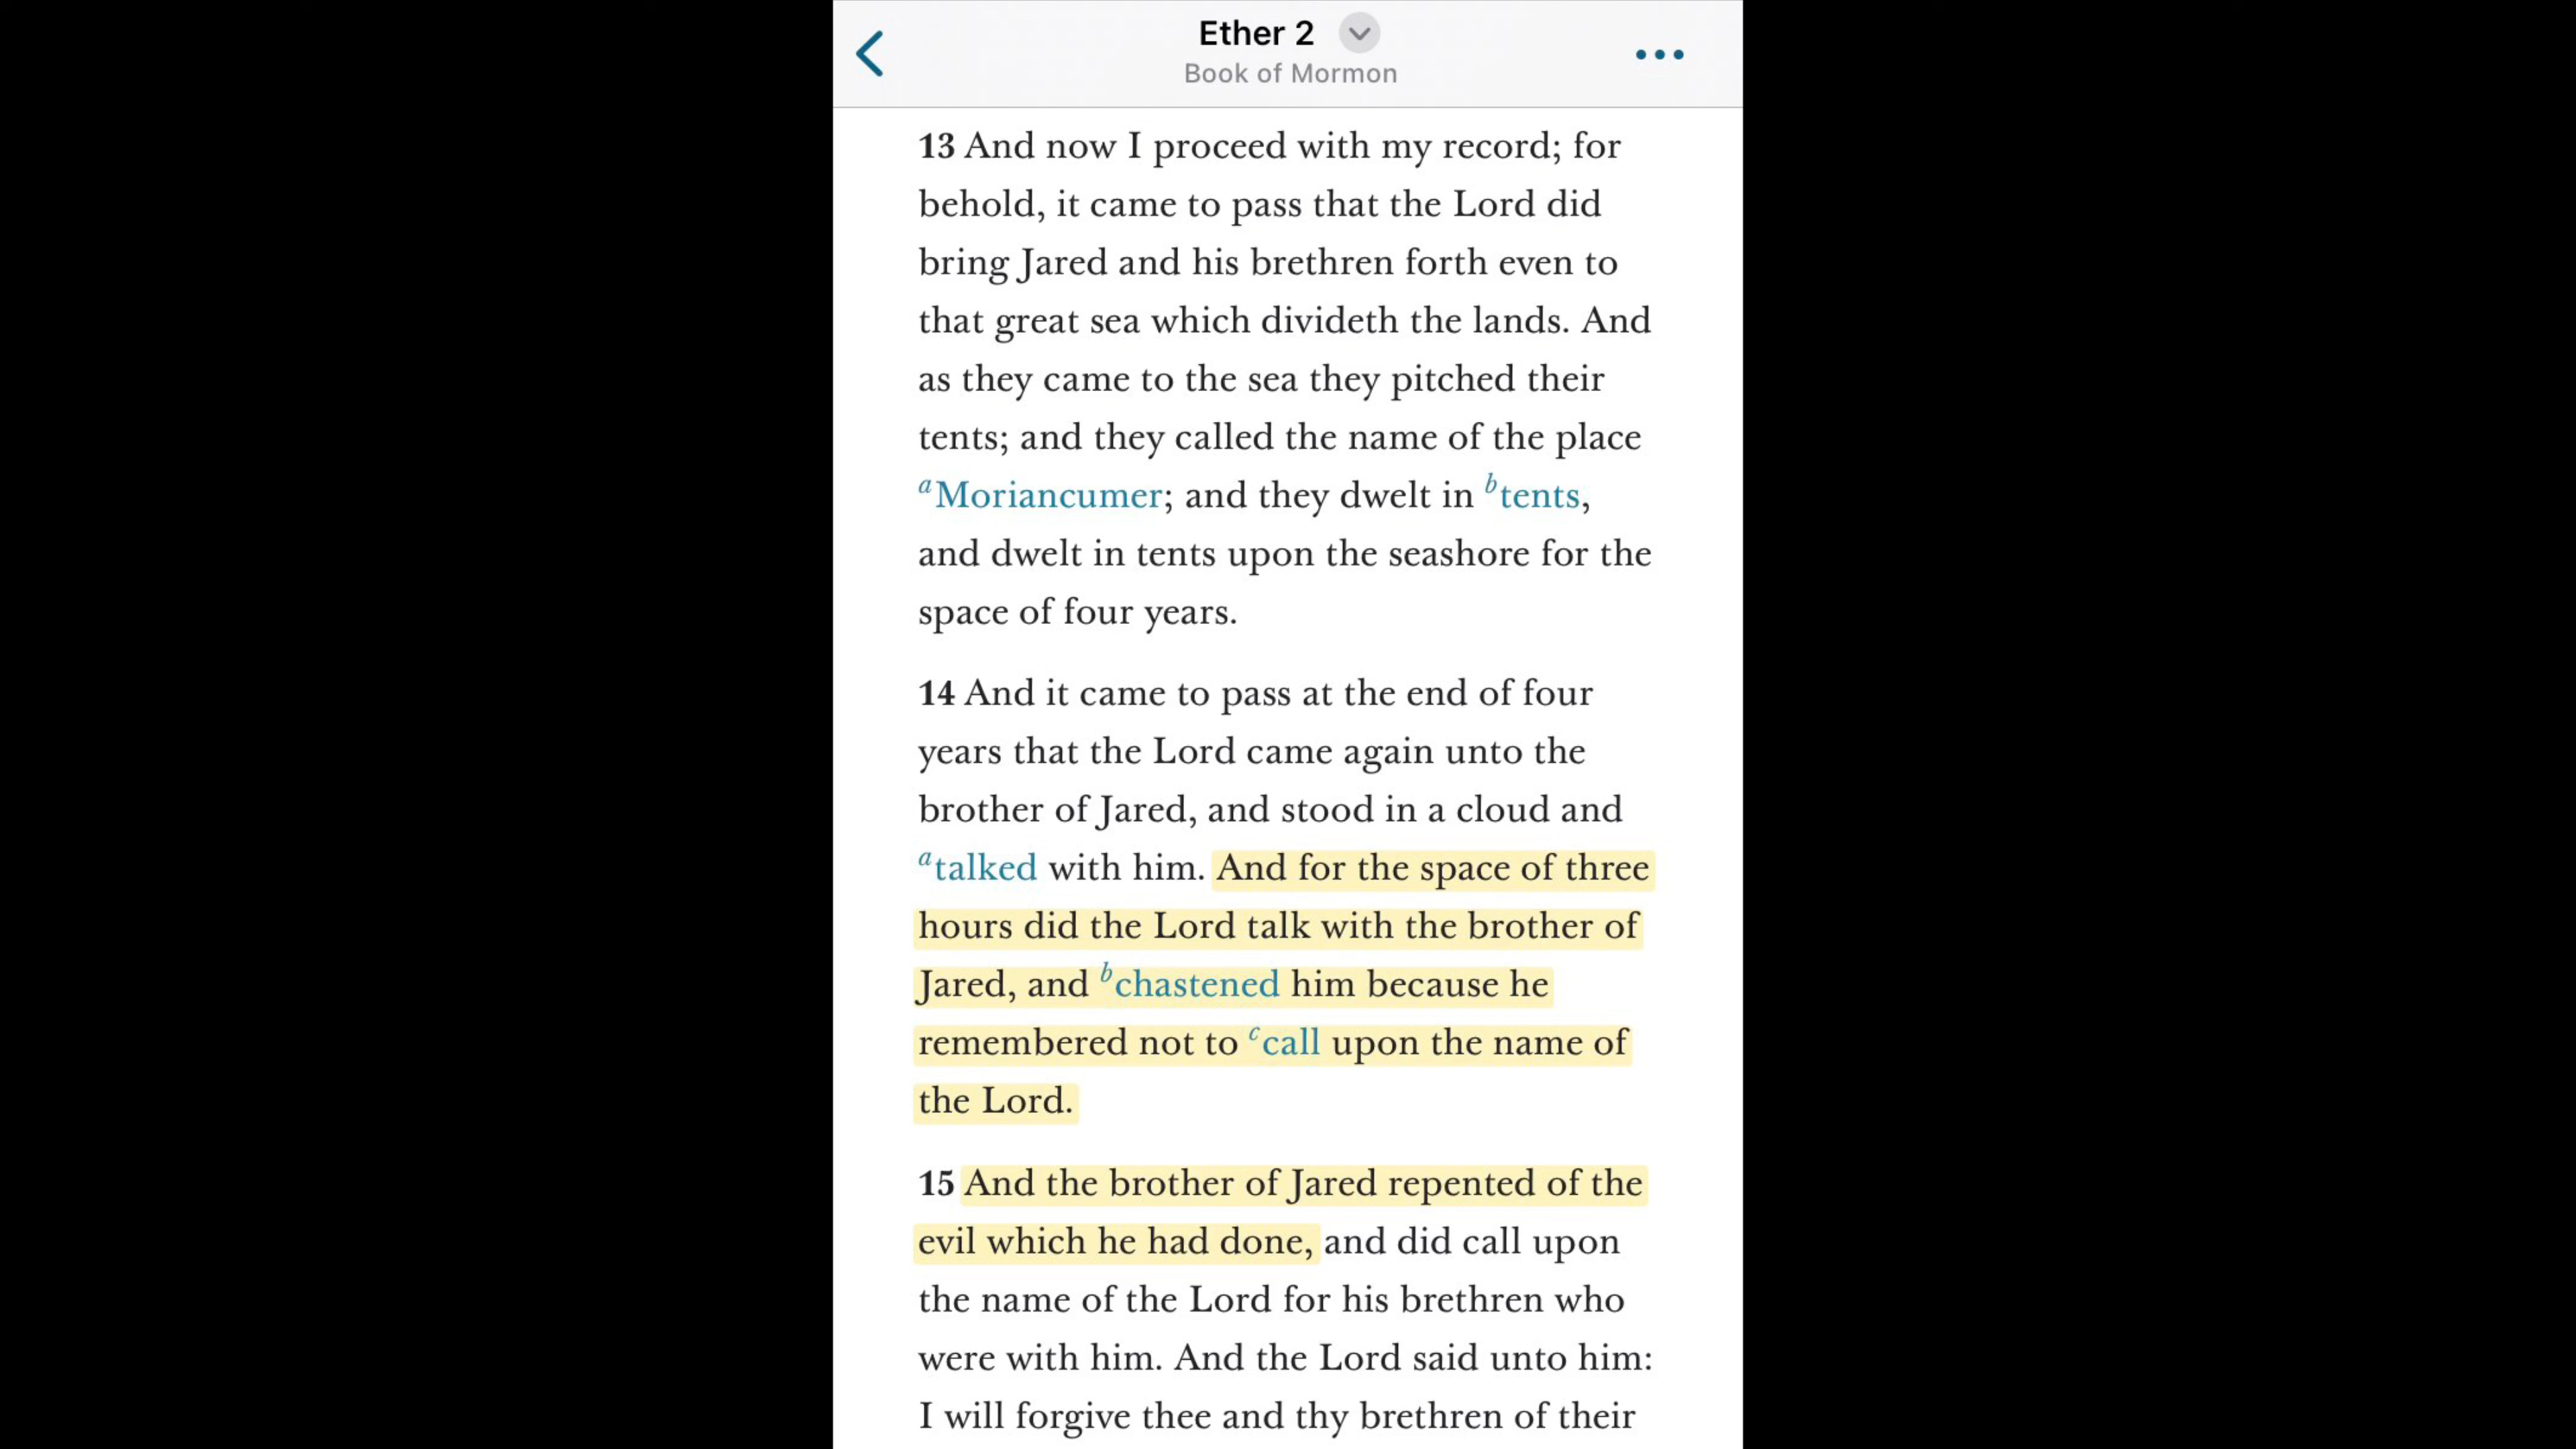 Ether 2
Book of Mormon
13 And now I proceed with my record; for
behold, it came to pass that the Lord did
bring Jared and his brethren forth even to
that great sea which divideth the lands. And
as they came to the sea they pitched their
tents; and they called the name of the place
aMoriancumer; and they dwelt in btents,
and dwelt in tents upon the seashore for the
space of four years.
14 And it came to pass at the end of four
years that the Lord came again unto the
brother of Jared, and stood in a cloud and
atalked with him. And for the space of three
hours did the Lord talk with the brother of
Jared, and bchastened him because he
remembered not to ccall upon the name of
the Lord.
15 And the brother of Jared repented of the
evil which he had done, and did call upon
the name of the Lord for his brethren who
were with him. And the Lord said unto him:
I will forgive thee and thy brethren of their